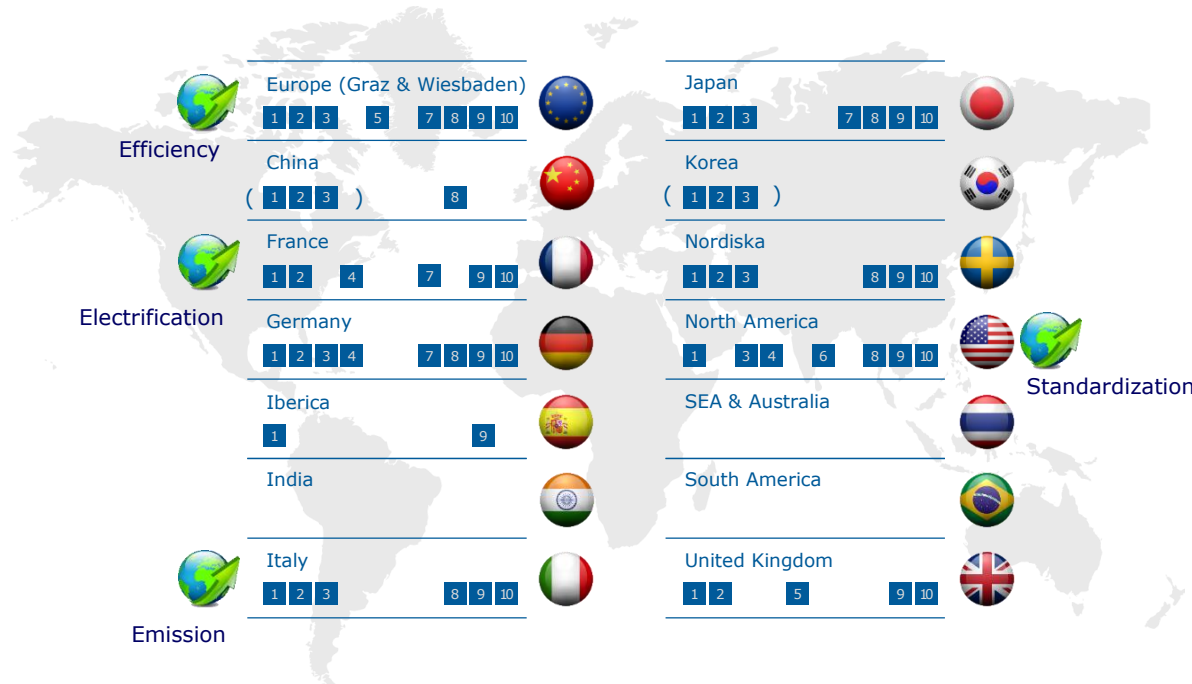 Europe (Graz & Wiesbaden)
1 2 3 5 7 8 9 10
Efficiency
China
( 1 2 3 ) 8
France
1 2 4 7 9 10
Electrification
Germany
1 2 3 4 7 8 9 10
Iberica
1 9
India
Italy
1 2 3 8 9 10
Emission
Japan
1 2 3 7 8 9 10
Korea
( 1 2 3 )
Nordiska
1 2 3 8 9 10
North America
1 3 4 6 8 9 10
Standardization
SEA & Australia
South America
United Kingdom
1 2 5 9 10